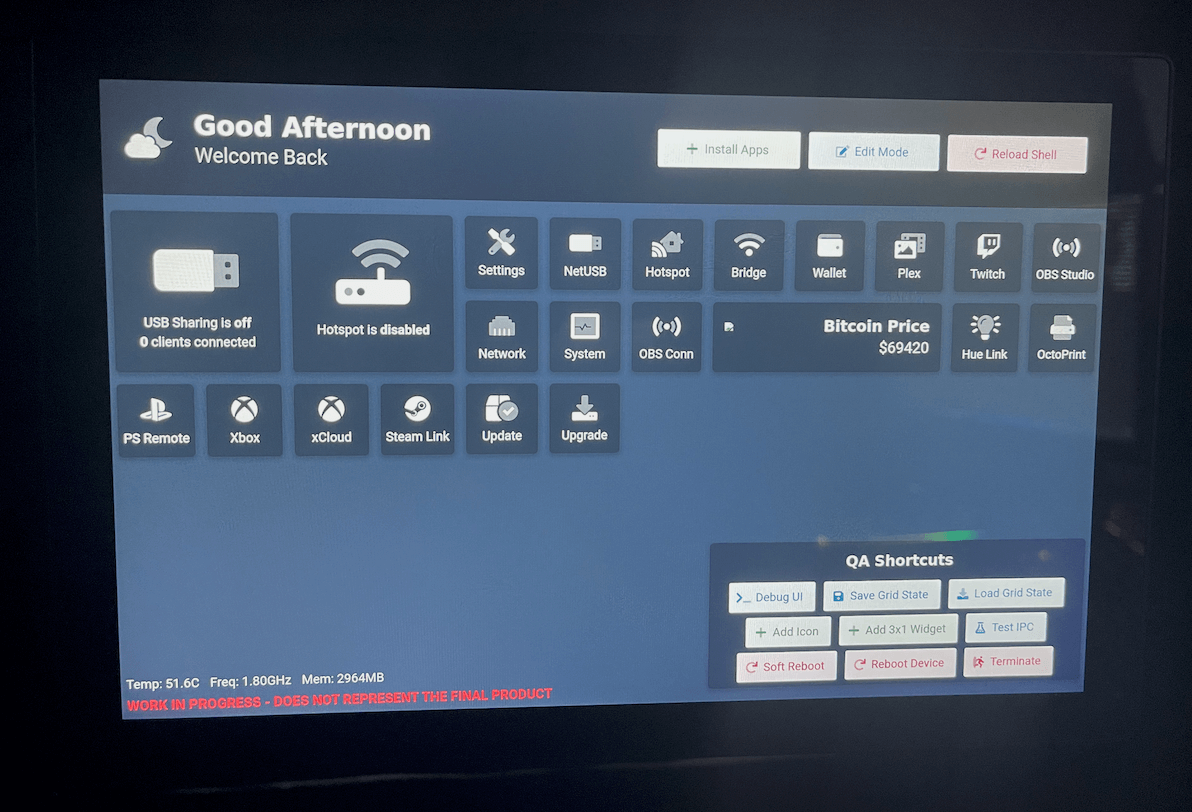 Good Afternoon
Welcome Back
Install Apps
Edit Mode
Reload Shell
USB Sharing is off
0 clients connected
Hotspot is disabled
Settings
NetUSB
Hotspot
Bridge
Wallet
Plex
Twitch
OBS Studio
Network
System
OBS Conn
Bitcoin Price
$69420
Hue Link
OctoPrint
PS Remote
Xbox
xCloud
Steam Link
Update
Upgrade
QA Shortcuts
Debug UI
Save Grid State
Load Grid State
Add Icon
Add 3x1 Widget
Test IPC
Soft Reboot
Reboot Device
Terminate
Temp: 51.6C Freq: 1.80GHz Mem: 2964MB
WORK IN PROGRESS - DOES NOT REPRESENT THE FINAL PRODUCT